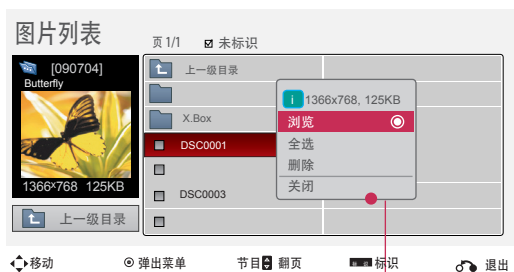 图片列表
页 1/1 未标识
[090704]
Butterfly
1366x768 125KB
上一级目录
上一级目录
X.Box
DSC0001
DSC0003
i 1366x768, 125KB
浏览
全选
删除
关闭
移动 弹出菜单 节目 翻页 标识 退出